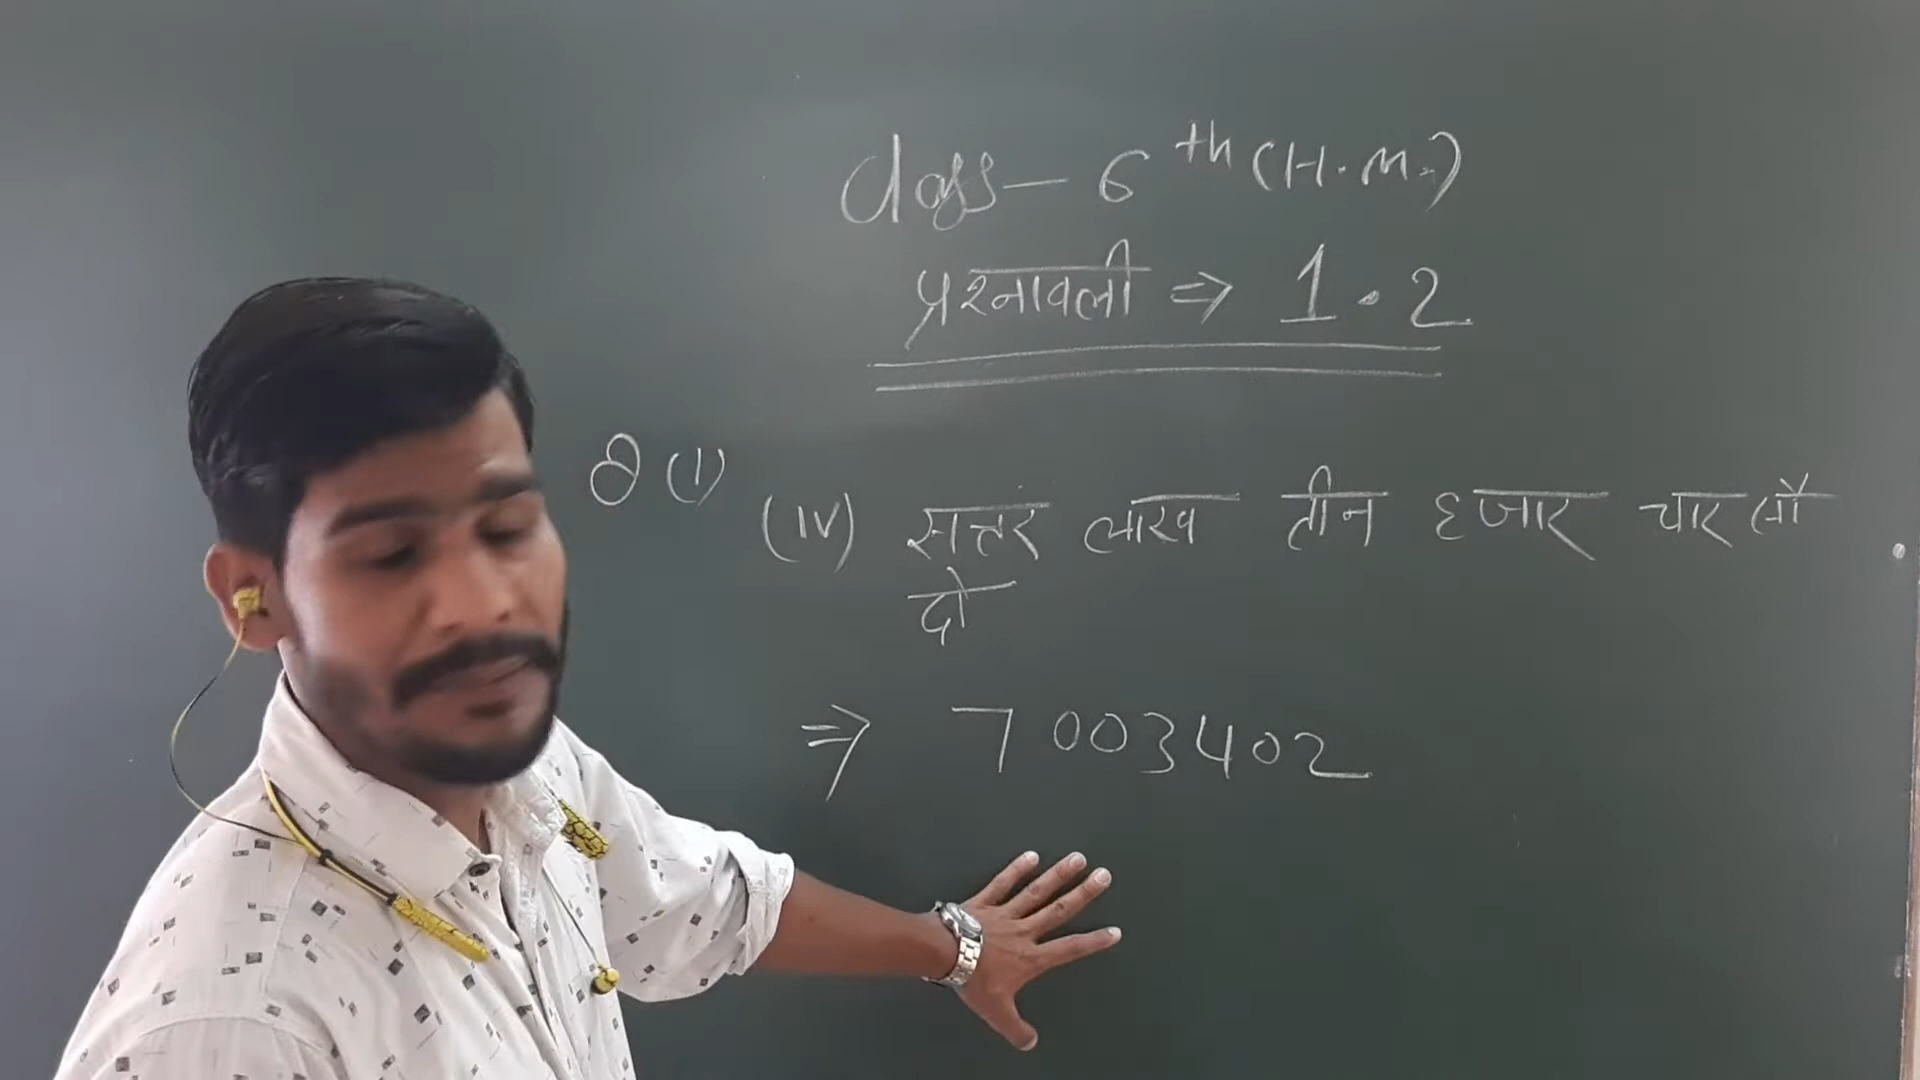 Class - 6th (H.M.)
प्रश्नावली ⇒ 1.2
Q (1)
(iv) सत्तर लाख तीन हजार चार सौ
दो
⇒ 7003402